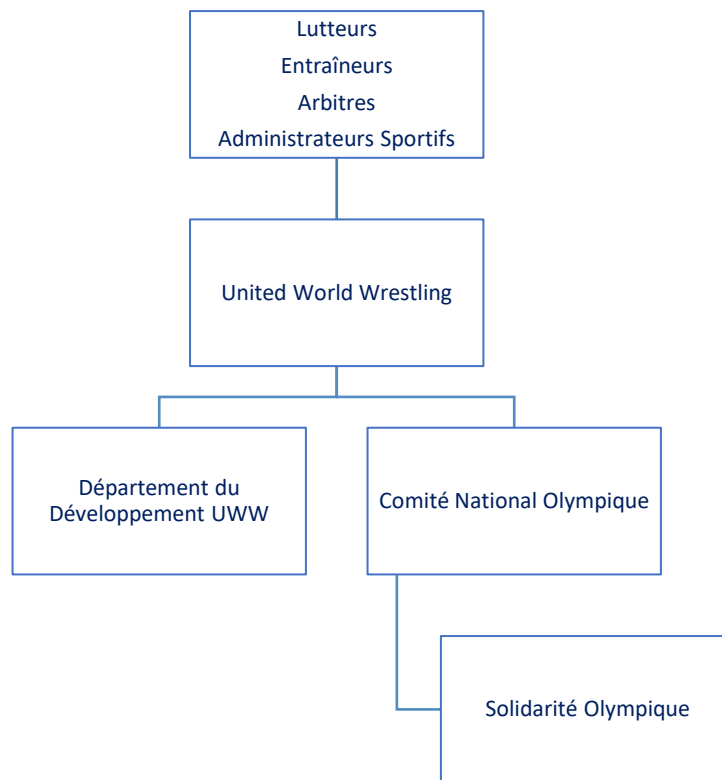 Lutteurs
Entraîneurs
Arbitres
Administrateurs Sportifs
United World Wrestling
Département du
Développement UWW
Comité National Olympique
Solidarité Olympique